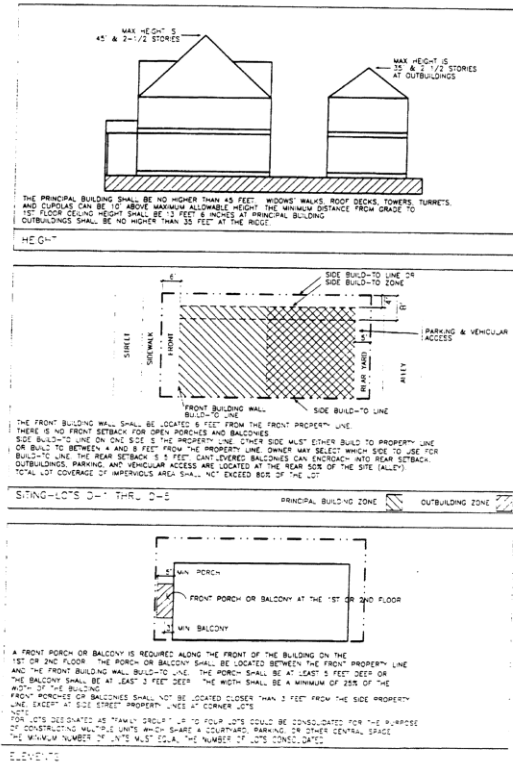 MAX HEIGHT IS
45' & 2-1/2 STORIES
MAX HEIGHT IS
35' & 2 1/2 STORIES
AT OUTBUILDINGS
THE PRINCIPAL BUILDING SHALL BE NO HIGHER THAN 45 FEET. WIDOWS' WALKS, ROOF DECKS, TOWERS, TURRETS,
AND CUPOLAS CAN BE 10' ABOVE MAXIMUM ALLOWABLE HEIGHT THE MINIMUM DISTANCE FROM GRADE TO
1ST FLOOR CEILING HEIGHT SHALL BE 13 FEET 6 INCHES AT PRINCIPAL BUILDING
OUTBUILDINGS SHALL BE NO HIGHER THAN 35 FEET AT THE RIDGE.
HEIGHT
SIDE BUILD-TO LINE OR
SIDE BUILD-TO ZONE
6'
4'
8'
STREET
SIDEWALK
FRONT
5'
PARKING & VEHICULAR
ACCESS
REAR YARD
ALLEY
FRONT BUILDING WALL
BUILD-TO LINE
SIDE BUILD-TO LINE
THE FRONT BUILDING WALL SHALL BE LOCATED 6 FEET FROM THE FRONT PROPERTY LINE.
THERE IS NO FRONT SETBACK FOR OPEN PORCHES AND BALCONIES
SIDE BUILD-TO LINE ON ONE SIDE IS THE PROPERTY LINE. OTHER SIDE MUST EITHER BUILD TO PROPERTY LINE
OR BUILD TO BETWEEN 4 AND 8 FEET FROM THE PROPERTY LINE. OWNER MAY SELECT WHICH SIDE TO USE FOR
BUILD-TO LINE. THE REAR SETBACK IS 5 FEET. CANTILEVERED BALCONIES CAN ENCROACH INTO REAR SETBACK.
OUTBUILDINGS, PARKING, AND VEHICULAR ACCESS ARE LOCATED AT THE REAR 50% OF THE SITE (ALLEY).
TOTAL LOT COVERAGE OF IMPERVIOUS AREA SHALL NOT EXCEED 80% OF THE LOT
SITING-LOTS THRU
PRINCIPAL BUILDING ZONE
OUTBUILDING ZONE
MIN. PORCH
FRONT PORCH OR BALCONY AT THE 1ST OR 2ND FLOOR
3' MIN. BALCONY
A FRONT PORCH OR BALCONY IS REQUIRED ALONG THE FRONT OF THE BUILDING ON THE
1ST OR 2ND FLOOR THE PORCH OR BALCONY SHALL BE LOCATED BETWEEN THE FRONT PROPERTY LINE
AND THE FRONT BUILDING WALL BUILD-TO LINE. THE PORCH SHALL BE AT LEAST 5 FEET DEEP OR
THE BALCONY SHALL BE AT LEAST 3 FEET DEEP THE WIDTH SHALL BE A MINIMUM OF 25% OF THE
WIDTH OF THE BUILDING
FRONT PORCHES OR BALCONIES SHALL NOT BE LOCATED CLOSER THAN 3 FEET FROM THE SIDE PROPERTY
LINE, EXCEPT AT SIDE STREET PROPERTY LINES AT CORNER LOTS
NOTE
FOR LOTS DESIGNATED AS "FAMILY GROUP" UP TO FOUR LOTS COULD BE CONSOLIDATED FOR THE PURPOSE
OF CONSTRUCTING MULTIPLE UNITS WHICH SHARE A COURTYARD, PARKING, OR OTHER CENTRAL SPACE
THE MINIMUM NUMBER OF UNITS MUST EQUAL THE NUMBER OF LOTS CONSOLIDATED
ELEMENTS